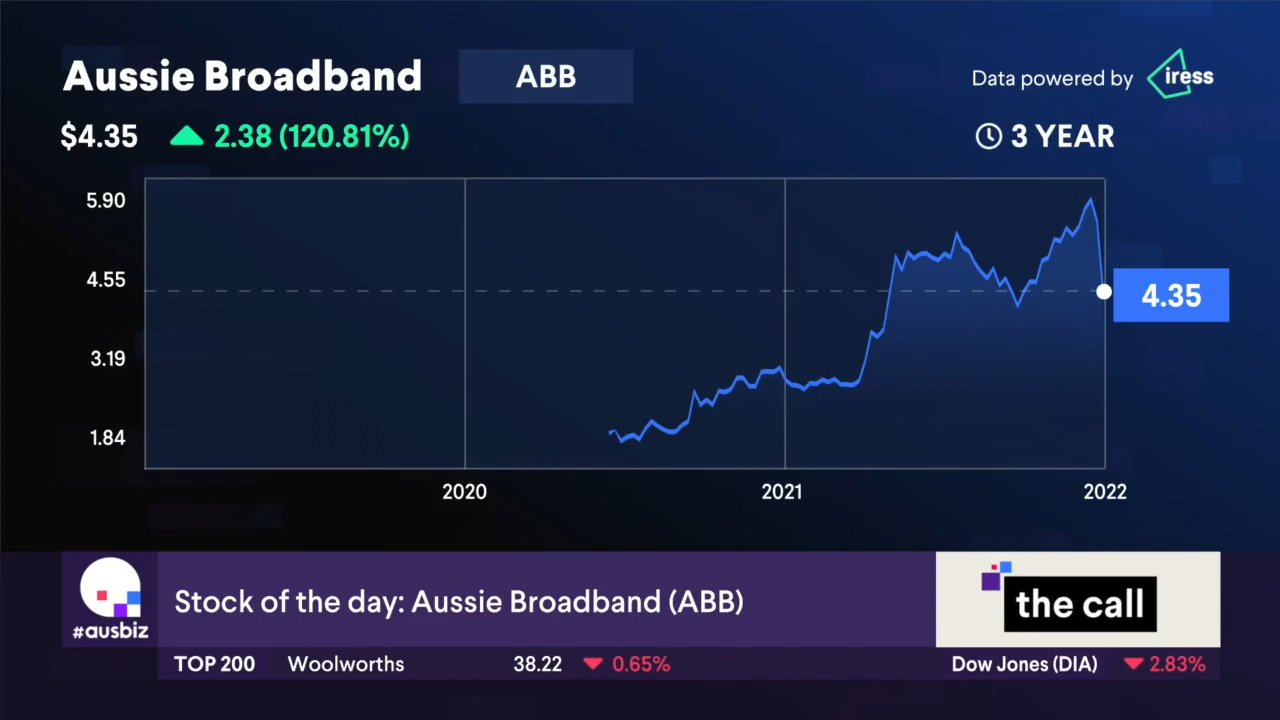 Aussie Broadband ABB
Data powered by iress
$4.35 2.38 (120.81%)
3 YEAR
5.90
4.55
3.19
1.84
4.35
2020 2021 2022
#ausbiz
Stock of the day: Aussie Broadband (ABB)
the call
TOP 200 Woolworths 38.22 0.65% Dow Jones (DIA) 2.83%